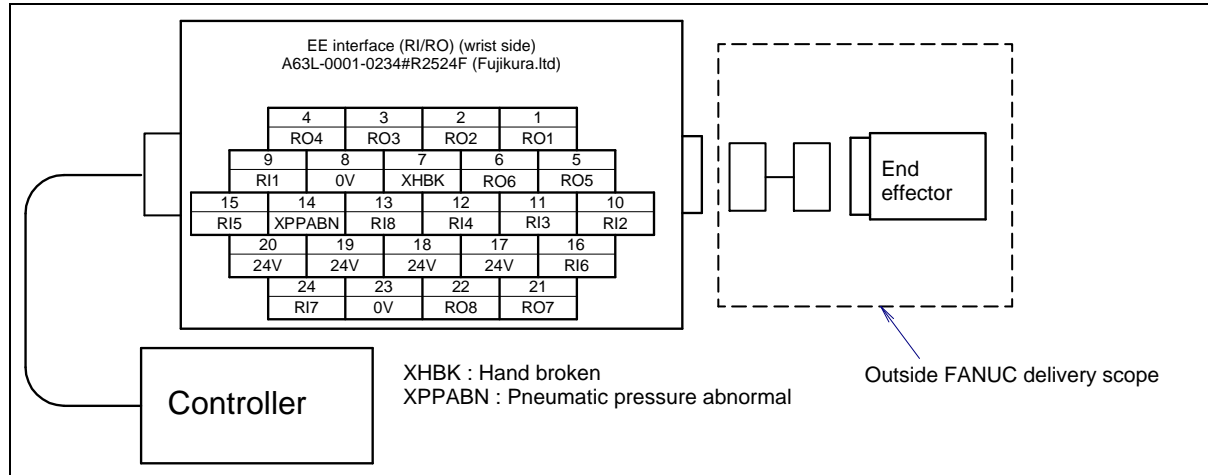 EE interface (RI/RO) (wrist side)
A63L-0001-0234#R2524F (Fujikura.ltd)
4 3 2 1
RO4 RO3 RO2 RO1
9 8 7 6 5
RI1 0V XHBK RO6 RO5
15 14 13 12 11 10
RI5 XPPABN RI8 RI4 RI3 RI2
20 19 18 17 16
24V 24V 24V 24V RI6
24 23 22 21
RI7 0V RO8 RO7
End
effector
Controller
XHBK : Hand broken
XPPABN : Pneumatic pressure abnormal
Outside FANUC delivery scope